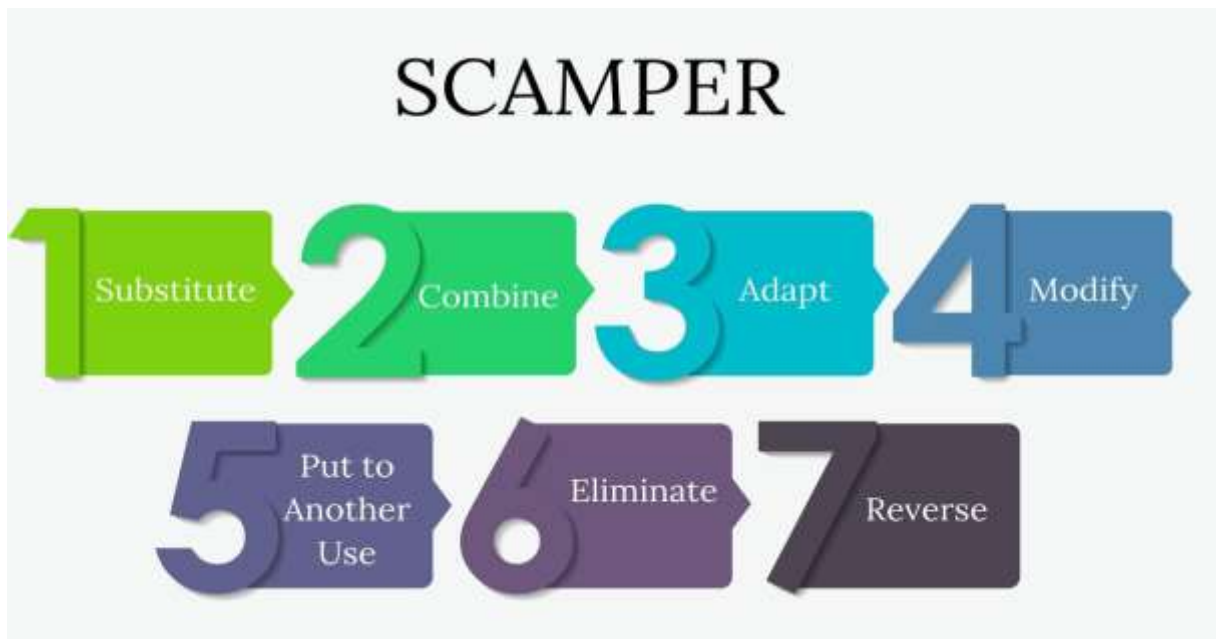 SCAMPER
1 Substitute
2 Combine
3 Adapt
4 Modify
5 Put to
Another
Use
6 Eliminate
7 Reverse